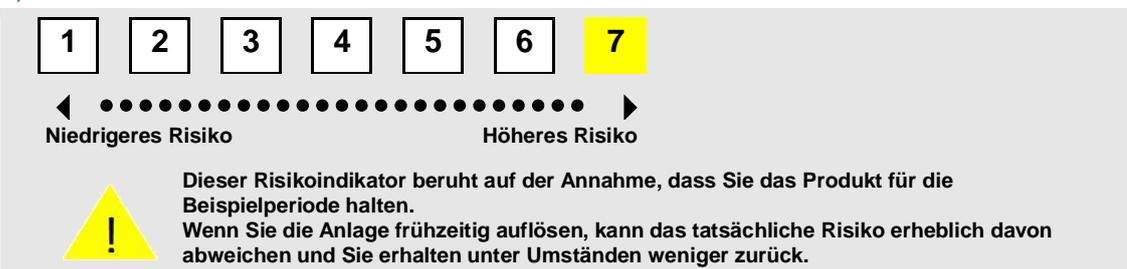 1 2 3 4 5 6 7
Niedrigeres Risiko Höheres Risiko
Dieser Risikoindikator beruht auf der Annahme, dass Sie das Produkt für die
Beispielperiode halten.
Wenn Sie die Anlage frühzeitig auflösen, kann das tatsächliche Risiko erheblich davon
abweichen und Sie erhalten unter Umständen weniger zurück.
!